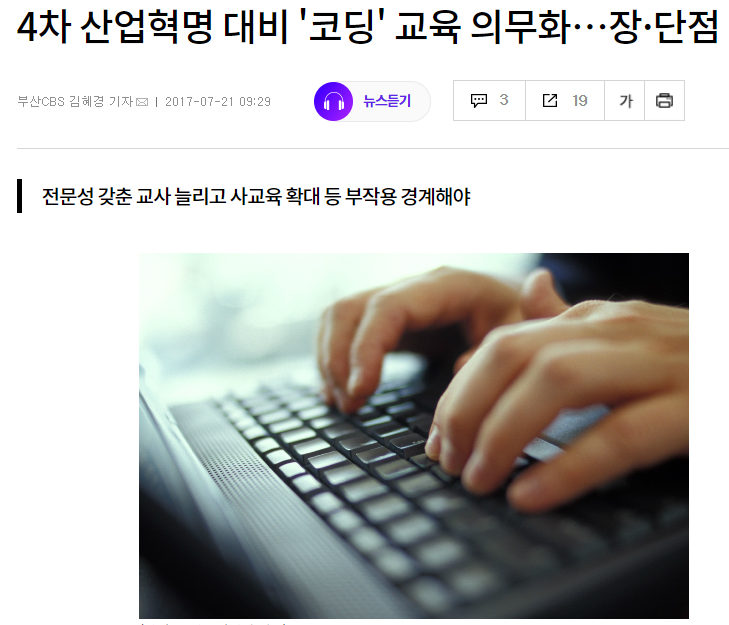 4차 산업혁명 대비 '코딩' 교육 의무화…장·단점
부산CBS 김혜경 기자 | 2017-07-21 09:29
뉴스듣기
3
19
가
전문성 갖춘 교사 늘리고 사교육 확대 등 부작용 경계해야